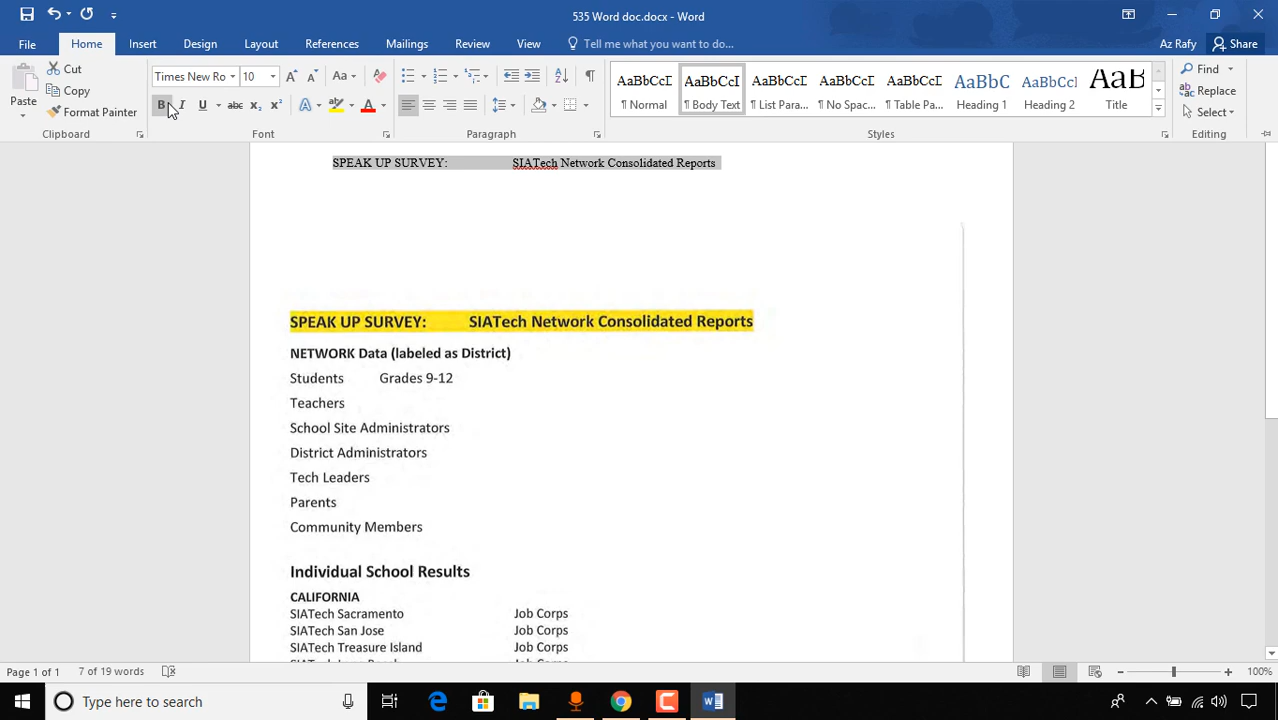 535 Word doc.docx - Word
File Home Insert Design Layout References Mailings Review View Tell me what you want to do... Az Rafy Share
Paste
Cut
Copy
Format Painter
Clipboard
Times New Ro 10
Font
Paragraph
AaBbCcI ¶ Body Text
AaBbCcI ¶ Normal
AaBbCcI ¶ List Para...
AaBbCcI ¶ No Spac...
AaBbCcI ¶ Table Pa...
AaBbC Heading 1
AaBbCcI Heading 2
AaBb Title
Styles
Find
Replace
Select
Editing
SPEAK UP SURVEY: SIATech Network Consolidated Reports
SPEAK UP SURVEY: SIATech Network Consolidated Reports
NETWORK Data (labeled as District)
Students Grades 9-12
Teachers
School Site Administrators
District Administrators
Tech Leaders
Parents
Community Members
Individual School Results
CALIFORNIA
SIATech Sacramento Job Corps
SIATech San Jose Job Corps
SIATech Treasure Island Job Corps
Page 1 of 1 7 of 19 words 100%
Type here to search